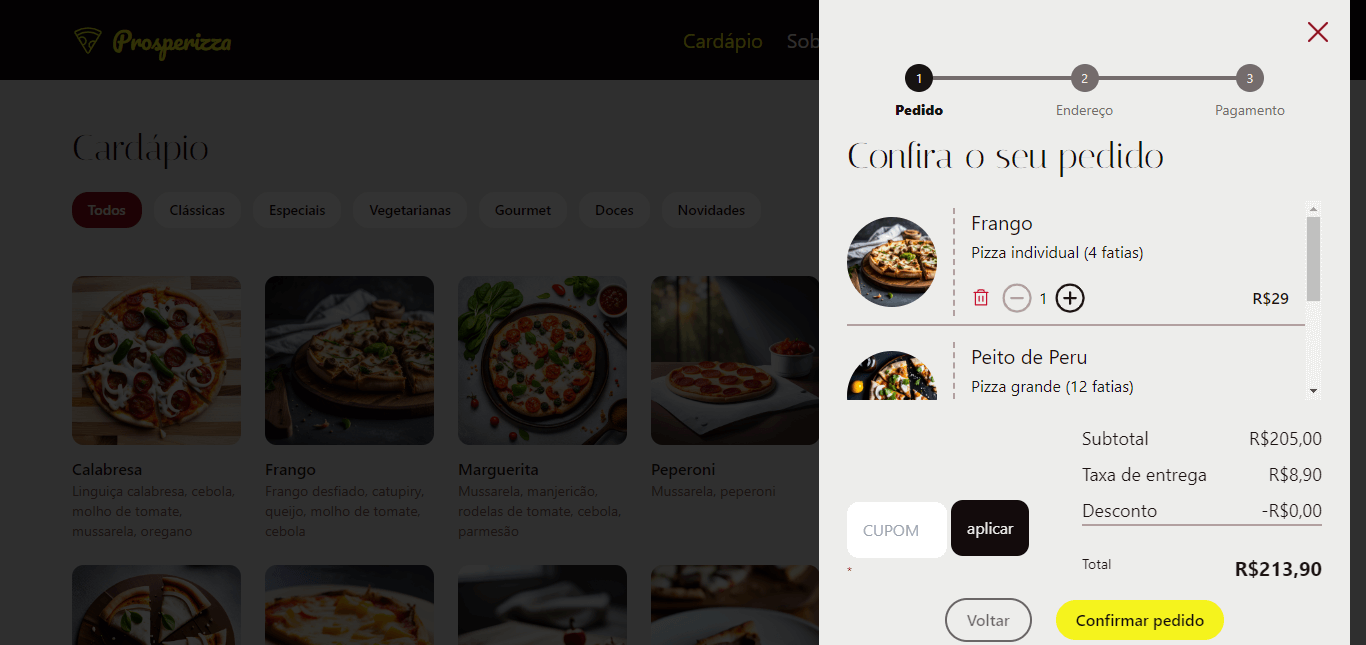 Prosperizza
Cardápio
Sob
Cardápio
Todos
Clássicas
Especiais
Vegetarianas
Gourmet
Doces
Novidades
Calabresa
Linguiça calabresa, cebola,
molho de tomate,
mussarela, oregano
Frango
Frango desfiado, catupiry,
queijo, molho de tomate,
cebola
Marguerita
Mussarela, manjericão,
rodelas de tomate, cebola,
parmesão
Peperoni
Mussarela, peperoni
1
2
3
Pedido
Endereço
Pagamento
Confira o seu pedido
Frango
Pizza individual (4 fatias)
1
R$29
Peito de Peru
Pizza grande (12 fatias)
Subtotal R$205,00
Taxa de entrega R$8,90
Desconto -R$0,00
CUPOM
aplicar
*
Total R$213,90
Voltar
Confirmar pedido